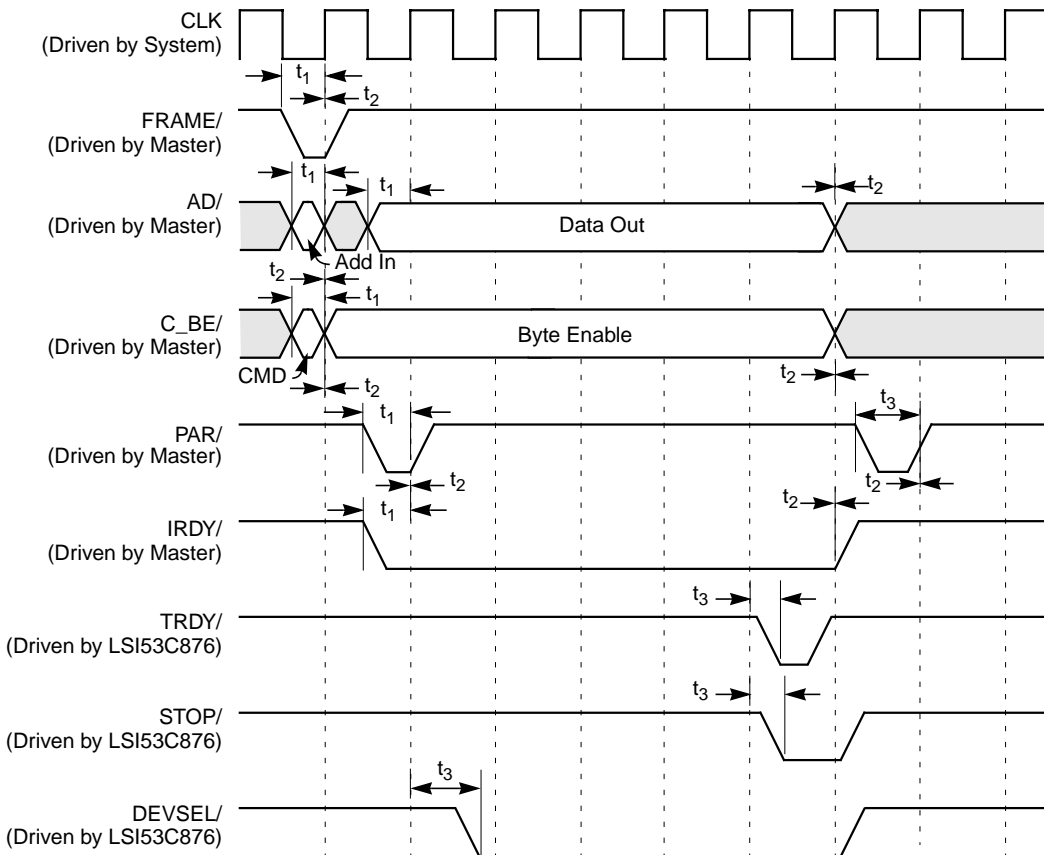 CLK
(Driven by System)
t1
t2
FRAME/
(Driven by Master)
t1
t1
t2
AD/
(Driven by Master)
Data Out
Add In
t2
t1
C_BE/
(Driven by Master)
Byte Enable
CMD
t2
t2
t1
t3
PAR/
(Driven by Master)
t2
t2
t1
t2
IRDY/
(Driven by Master)
t3
TRDY/
(Driven by LSI53C876)
t3
STOP/
(Driven by LSI53C876)
t3
DEVSEL/
(Driven by LSI53C876)